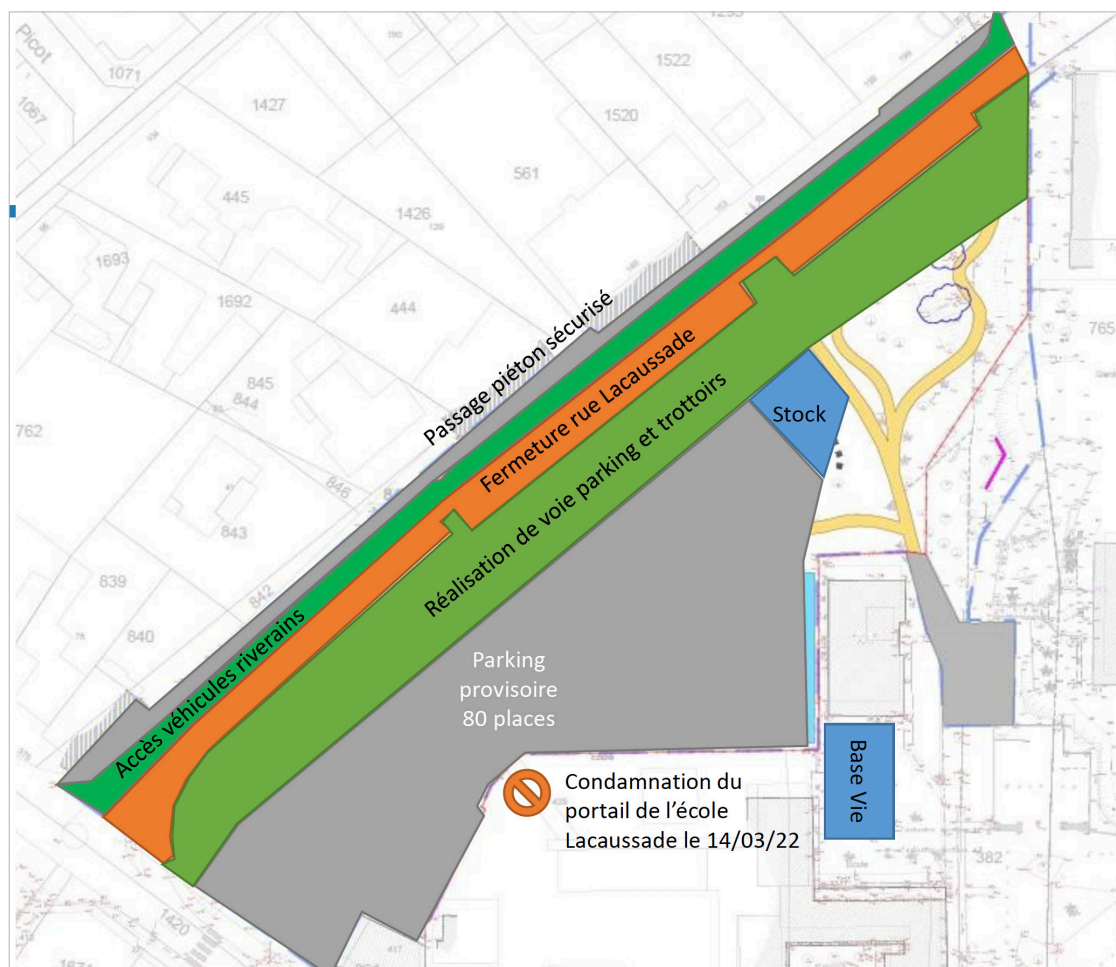 Picot
1071
1067
1427
1522
1520
561
445
1426
1693
1692
444
845
844
762
765
846
843
842
839
840
Passage piéton sécurisé
Fermeture rue Lacaussade
Stock
Réalisation de voie parking et trottoirs
Accès véhicules riverains
Parking
provisoire
80 places
Base Vie
Condamnation du
portail de l’école
Lacaussade le 14/03/22
382
1420
417